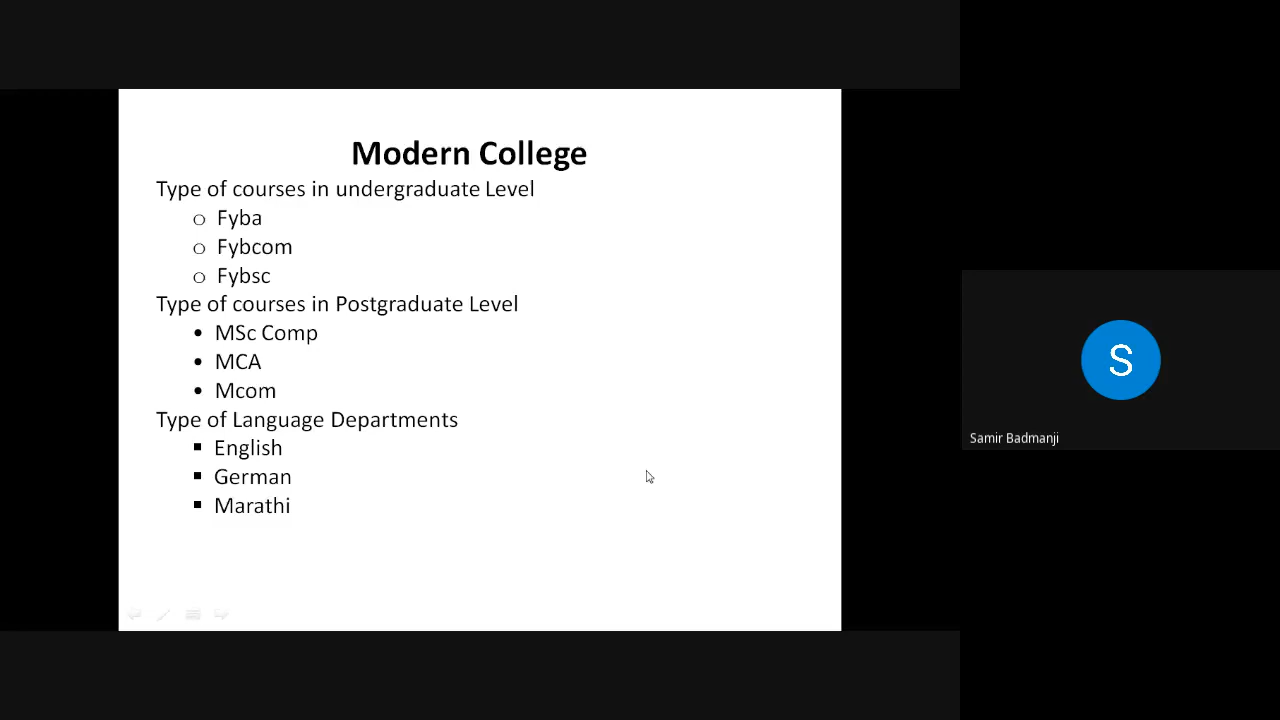 Modern College
Type of courses in undergraduate Level
Fyba
Fybcom
Fybsc
Type of courses in Postgraduate Level
MSc Comp
MCA
Mcom
Type of Language Departments
English
German
Marathi
S
Samir Badmanji